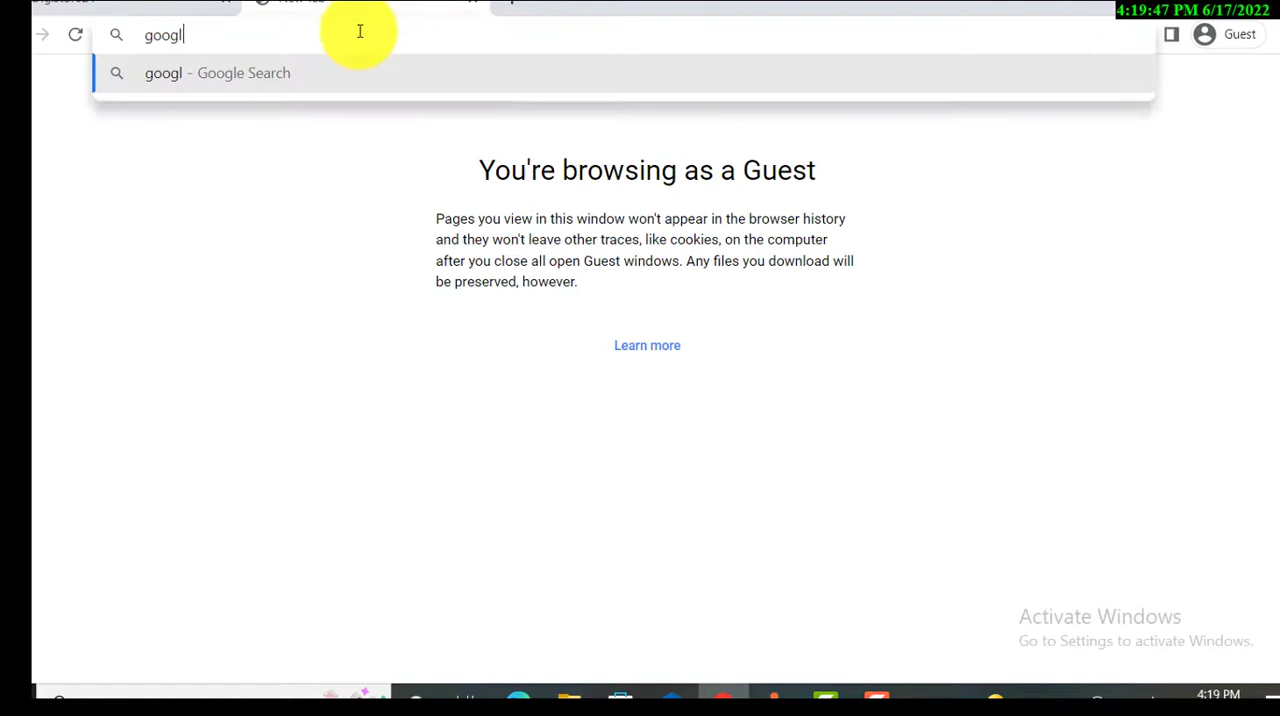 4:19:47 PM 6/17/2022
googl
Guest
googl - Google Search
You're browsing as a Guest
Pages you view in this window won't appear in the browser history
and they won't leave other traces, like cookies, on the computer
after you close all open Guest windows. Any files you download will
be preserved, however.
Learn more
Activate Windows
Go to Settings to activate Windows.
4:19 PM